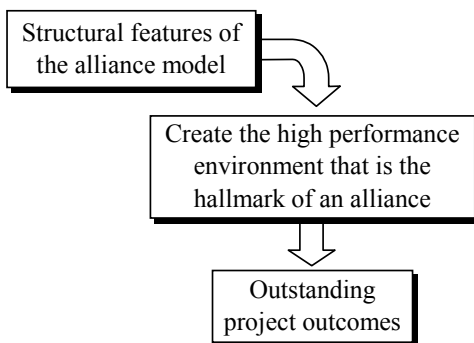 Structural features of
the alliance model
Create the high performance
environment that is the
hallmark of an alliance
Outstanding
project outcomes